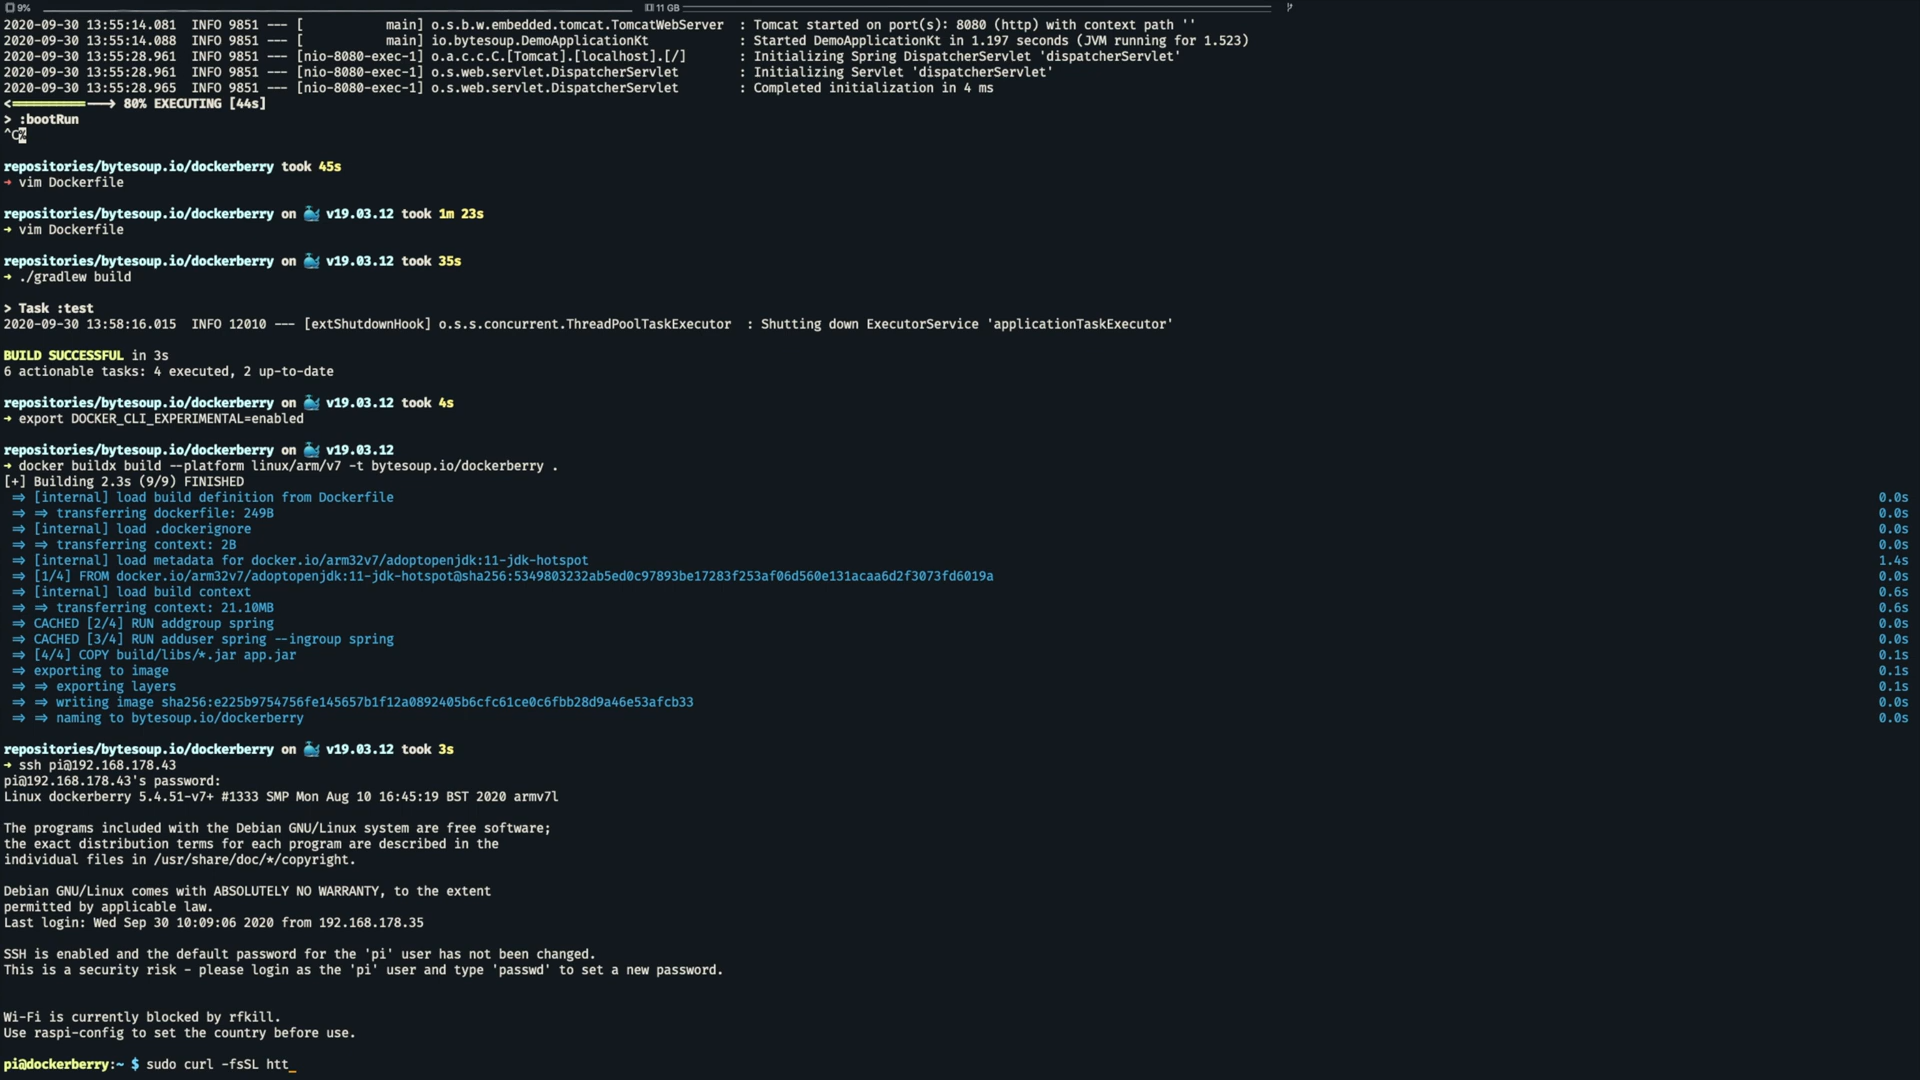 9% 11 GB
2020-09-30 13:55:14.081  INFO 9851 --- [           main] o.s.b.w.embedded.tomcat.TomcatWebServer  : Tomcat started on port(s): 8080 (http) with context path ''
2020-09-30 13:55:14.088  INFO 9851 --- [           main] io.bytesoup.DemoApplicationKt            : Started DemoApplicationKt in 1.197 seconds (JVM running for 1.523)
2020-09-30 13:55:28.961  INFO 9851 --- [nio-8080-exec-1] o.a.c.c.C.[Tomcat].[localhost].[/]       : Initializing Spring DispatcherServlet 'dispatcherServlet'
2020-09-30 13:55:28.961  INFO 9851 --- [nio-8080-exec-1] o.s.web.servlet.DispatcherServlet        : Initializing Servlet 'dispatcherServlet'
2020-09-30 13:55:28.965  INFO 9851 --- [nio-8080-exec-1] o.s.web.servlet.DispatcherServlet        : Completed initialization in 4 ms
<==========---> 80% EXECUTING [44s]
> :bootRun
^C%
repositories/bytesoup.io/dockerberry took 45s
➜ vim Dockerfile
repositories/bytesoup.io/dockerberry on 🐳 v19.03.12 took 1m 23s
➜ vim Dockerfile
repositories/bytesoup.io/dockerberry on 🐳 v19.03.12 took 35s
➜ ./gradlew build
> Task :test
2020-09-30 13:58:16.015  INFO 12010 --- [extShutdownHook] o.s.s.concurrent.ThreadPoolTaskExecutor  : Shutting down ExecutorService 'applicationTaskExecutor'
BUILD SUCCESSFUL in 3s
6 actionable tasks: 4 executed, 2 up-to-date
repositories/bytesoup.io/dockerberry on 🐳 v19.03.12 took 4s
➜ export DOCKER_CLI_EXPERIMENTAL=enabled
repositories/bytesoup.io/dockerberry on 🐳 v19.03.12
➜ docker buildx build --platform linux/arm/v7 -t bytesoup.io/dockerberry .
[+] Building 2.3s (9/9) FINISHED
=> [internal] load build definition from Dockerfile 0.0s
=> => transferring dockerfile: 249B 0.0s
=> [internal] load .dockerignore 0.0s
=> => transferring context: 2B 0.0s
=> [internal] load metadata for docker.io/arm32v7/adoptopenjdk:11-jdk-hotspot 1.4s
=> [1/4] FROM docker.io/arm32v7/adoptopenjdk:11-jdk-hotspot@sha256:5349803232ab5ed0c97893be17283f253af06d560e131acaa6d2f3073fd6019a 0.0s
=> [internal] load build context 0.6s
=> => transferring context: 21.10MB 0.6s
=> CACHED [2/4] RUN addgroup spring 0.0s
=> CACHED [3/4] RUN adduser spring --ingroup spring 0.0s
=> [4/4] COPY build/libs/*.jar app.jar 0.1s
=> exporting to image 0.1s
=> => exporting layers 0.1s
=> => writing image sha256:e225b9754756fe145657b1f12a0892405b6cfc61ce0c6fbb28d9a46e53afcb33 0.0s
=> => naming to bytesoup.io/dockerberry 0.0s
repositories/bytesoup.io/dockerberry on 🐳 v19.03.12 took 3s
➜ ssh pi@192.168.178.43
pi@192.168.178.43's password:
Linux dockerberry 5.4.51-v7+ #1333 SMP Mon Aug 10 16:45:19 BST 2020 armv7l
The programs included with the Debian GNU/Linux system are free software;
the exact distribution terms for each program are described in the
individual files in /usr/share/doc/*/copyright.
Debian GNU/Linux comes with ABSOLUTELY NO WARRANTY, to the extent
permitted by applicable law.
Last login: Wed Sep 30 10:09:06 2020 from 192.168.178.35
SSH is enabled and the default password for the 'pi' user has not been changed.
This is a security risk - please login as the 'pi' user and type 'passwd' to set a new password.
Wi-Fi is currently blocked by rfkill.
Use raspi-config to set the country before use.
pi@dockerberry:~ $ sudo curl -fsSL htt_